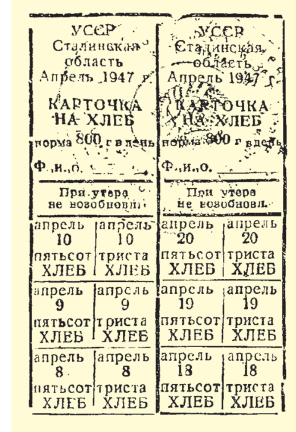 УССР
Сталинская
область
Апрель 1947 г.
КАРТОЧКА
НА ХЛЕБ
норма 800 г в день
Ф.,и.,о.
При утере
не возобновл.
апрель апрель
10 10
пятьсот триста
ХЛЕБ ХЛЕБ
апрель апрель
9 9
пятьсот триста
ХЛЕБ ХЛЕБ
апрель апрель
8 8
пятьсот триста
ХЛЕБ ХЛЕБ
УССР
Сталинская
область
Апрель 1947
КАРТОЧКА
НА ХЛЕБ
норма 800 г в день
Ф.,и.,о.
При утере
не возобновл.
апрель апрель
20 20
пятьсот триста
ХЛЕБ ХЛЕБ
апрель апрель
19 19
пятьсот триста
ХЛЕБ ХЛЕБ
апрель апрель
18 18
пятьсот триста
ХЛЕБ ХЛЕБ